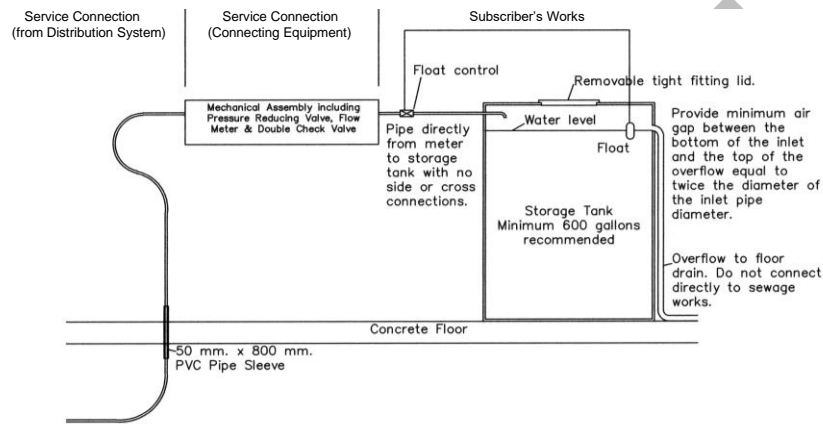 Service Connection
(from Distribution System)
Service Connection
(Connecting Equipment)
Subscriber's Works
Float control
Removable tight fitting lid.
Mechanical Assembly including
Pressure Reducing Valve, Flow
Meter & Double Check Valve
Pipe directly
from meter
to storage
tank with no
side or cross
connections.
Water level
Float
Provide minimum air
gap between the
bottom of the inlet
and the top of the
overflow equal to
twice the diameter of
the inlet pipe
diameter.
Storage Tank
Minimum 600 gallons
recommended
Overflow to floor
drain. Do not connect
directly to sewage
works.
Concrete Floor
50 mm. x 800 mm.
PVC Pipe Sleeve